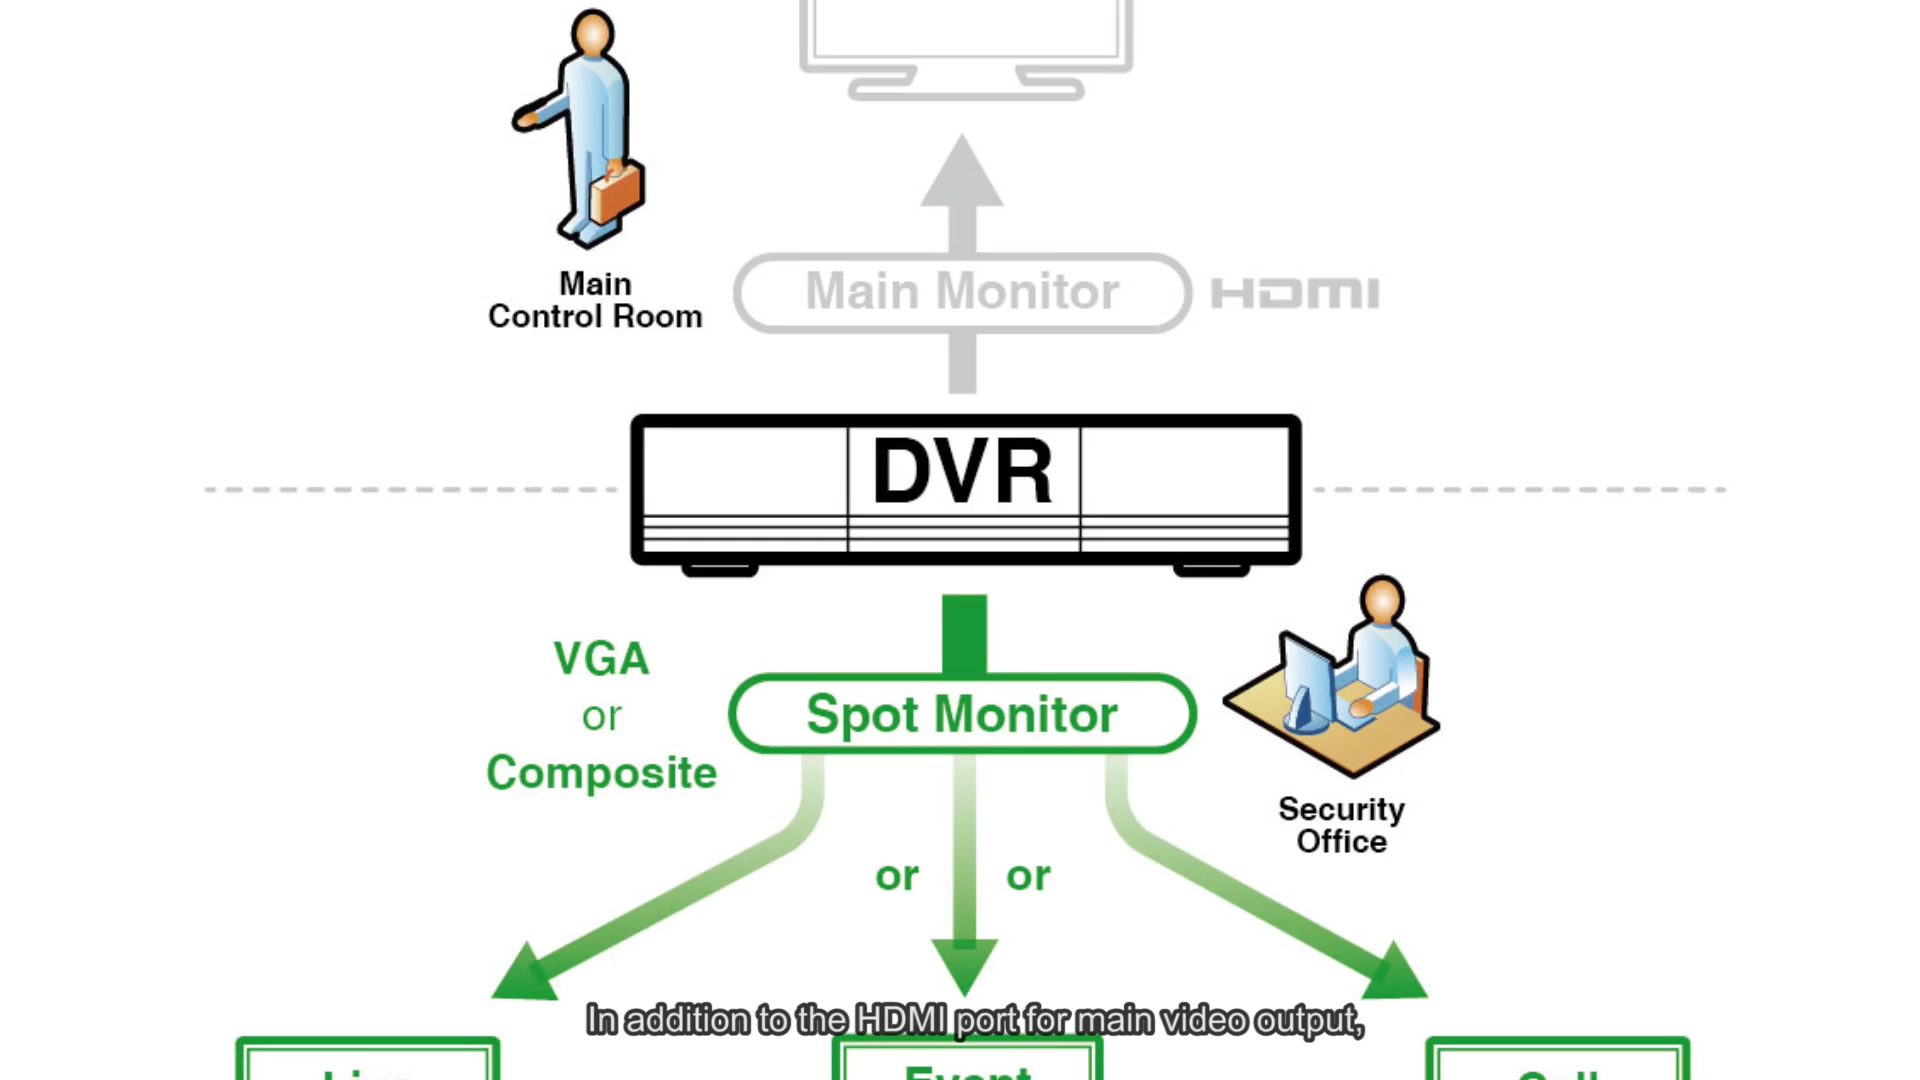 Main
Control Room
Main Monitor
HDMI
DVR
VGA
or
Composite
Spot Monitor
Security
Office
or
or
In addition to the HDMI port for main video output,
Event